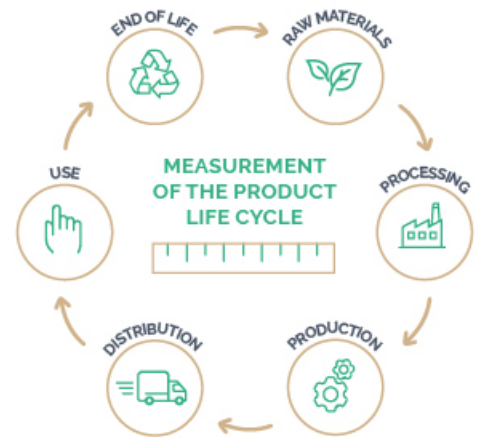 END OF LIFE
RAW MATERIALS
USE
MEASUREMENT
OF THE PRODUCT
LIFE CYCLE
PROCESSING
DISTRIBUTION
PRODUCTION